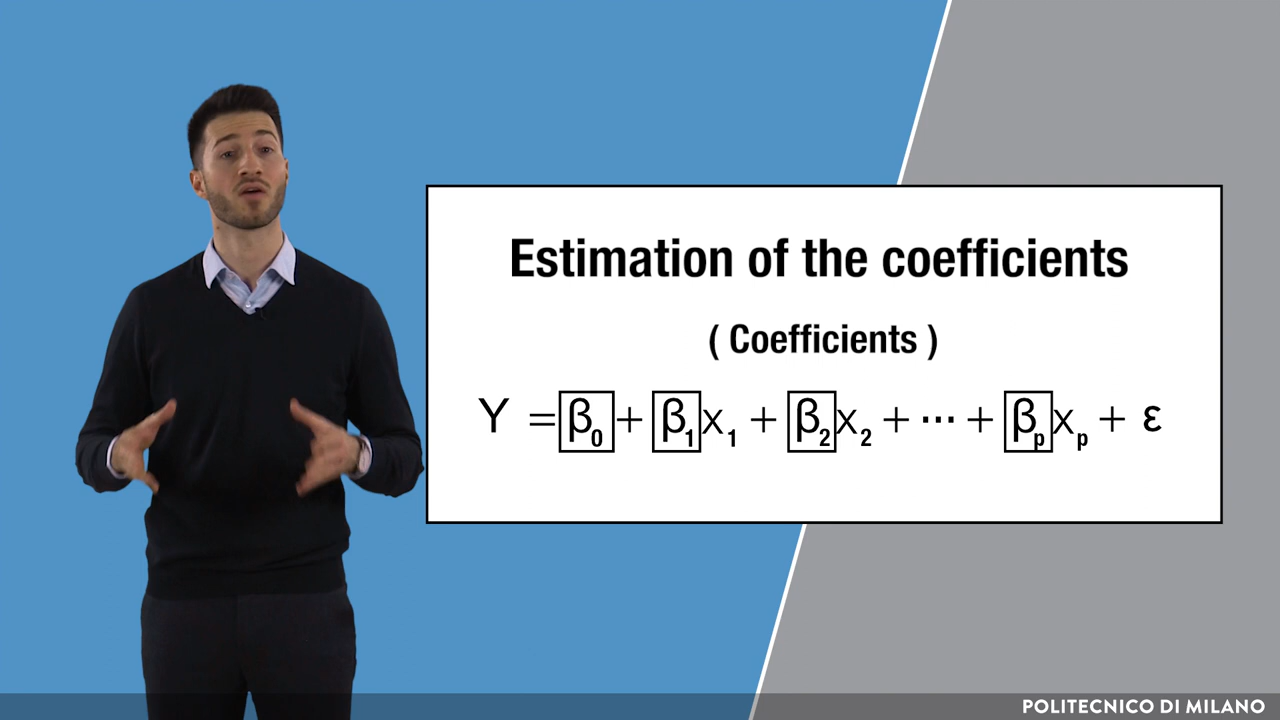 Estimation of the coefficients
( Coefficients )
Y = β₀ + β₁x₁ + β₂x₂ + ··· + βₚxₚ + ε
POLITECNICO DI MILANO